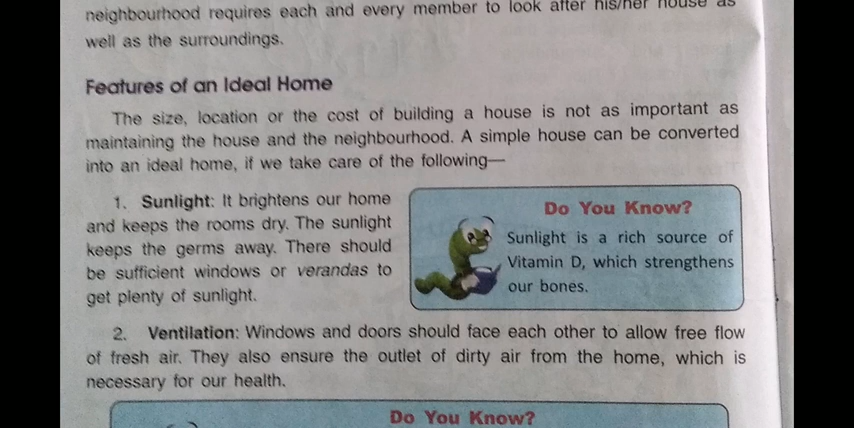 neighbourhood requires each and every member to look after his/her house as
well as the surroundings.
Features of an Ideal Home
The size, location or the cost of building a house is not as important as
maintaining the house and the neighbourhood. A simple house can be converted
into an ideal home, if we take care of the following—
1. Sunlight: It brightens our home
and keeps the rooms dry. The sunlight
keeps the germs away. There should
be sufficient windows or verandas to
get plenty of sunlight.
Do You Know?
Sunlight is a rich source of
Vitamin D, which strengthens
our bones.
2. Ventilation: Windows and doors should face each other to allow free flow
of fresh air. They also ensure the outlet of dirty air from the home, which is
necessary for our health.
Do You Know?